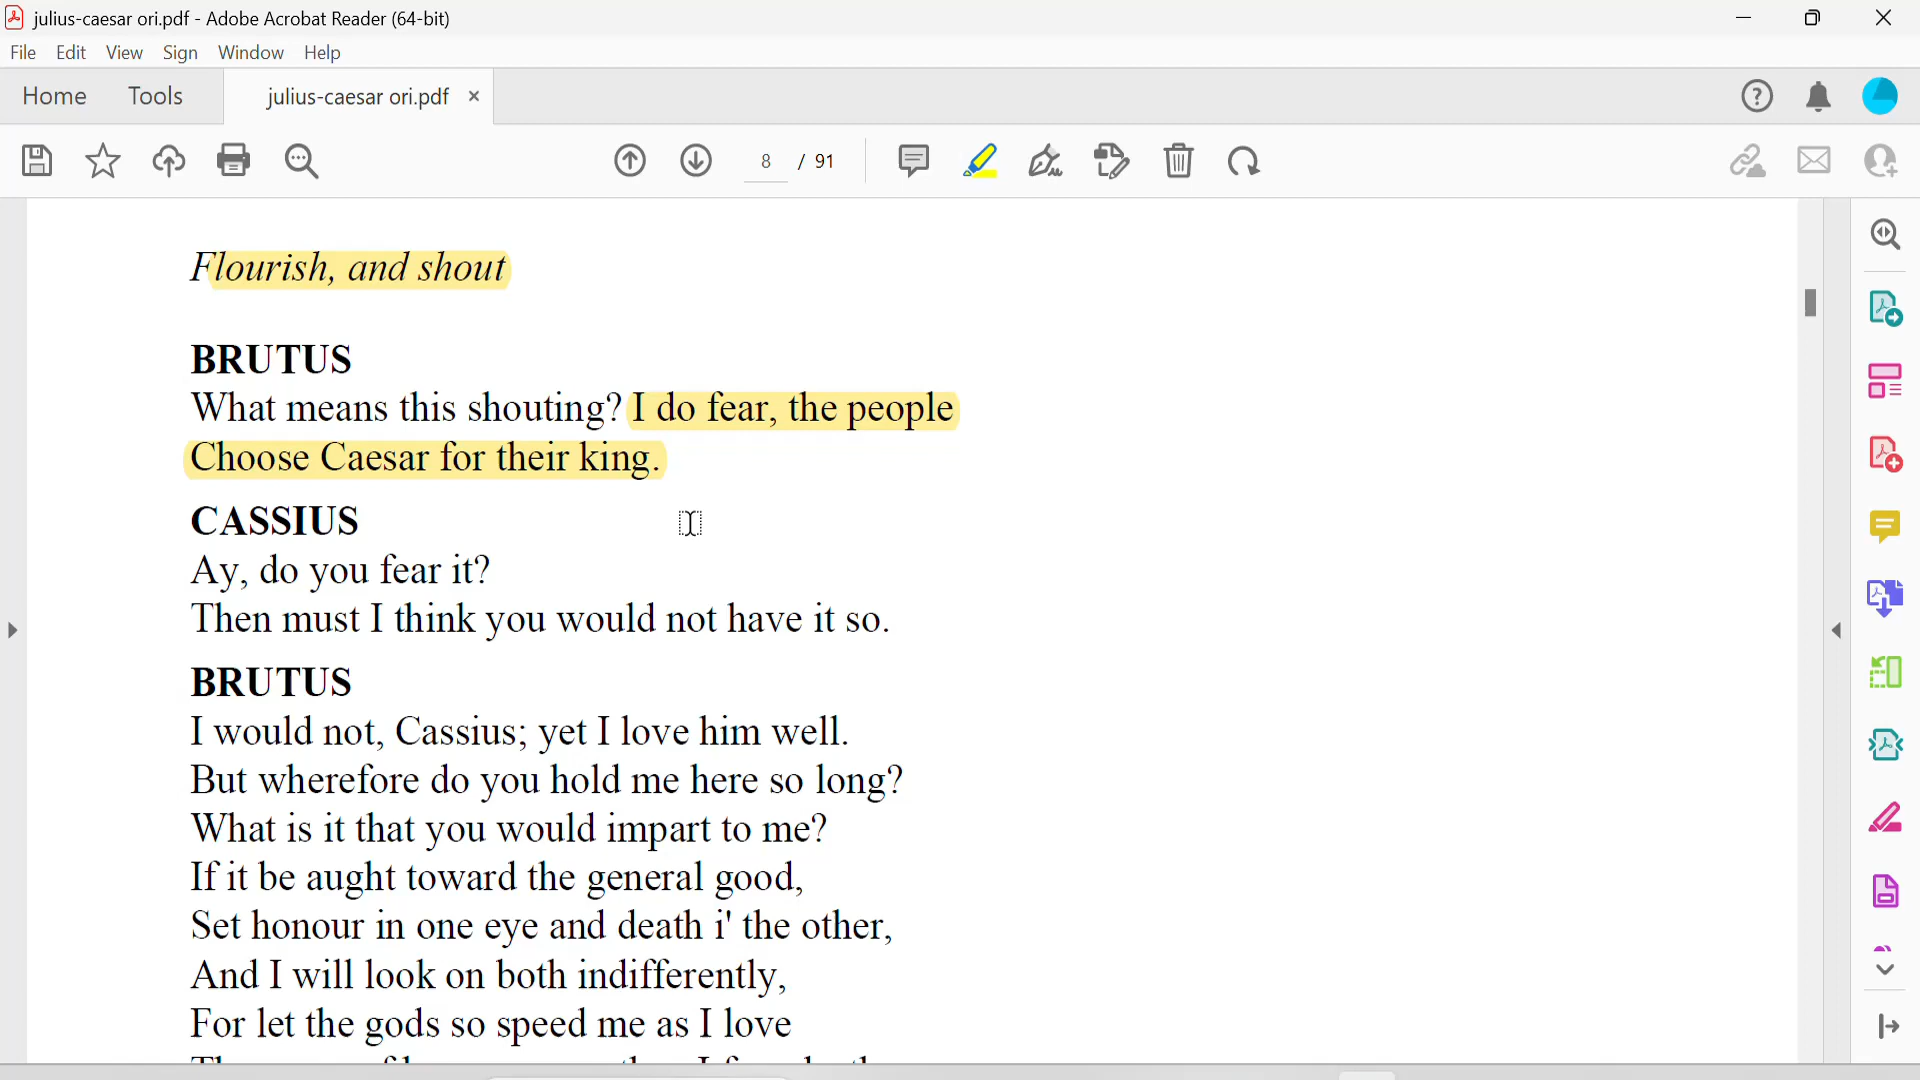 julius-caesar ori.pdf - Adobe Acrobat Reader (64-bit)
File Edit View Sign Window Help
Home Tools julius-caesar ori.pdf ×
8 / 91
Flourish, and shout
BRUTUS
What means this shouting? I do fear, the people
Choose Caesar for their king.
CASSIUS
Ay, do you fear it?
Then must I think you would not have it so.
BRUTUS
I would not, Cassius; yet I love him well.
But wherefore do you hold me here so long?
What is it that you would impart to me?
If it be aught toward the general good,
Set honour in one eye and death i' the other,
And I will look on both indifferently,
For let the gods so speed me as I love